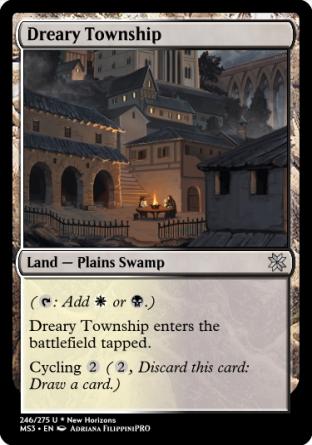 Dreary Township
Land — Plains Swamp
(T: Add W or B.)
Dreary Township enters the
battlefield tapped.
Cycling 2 ( 2, Discard this card:
Draw a card.)
246/275 U * New Horizons
MS3 • EN Adriana FilippiniPRO